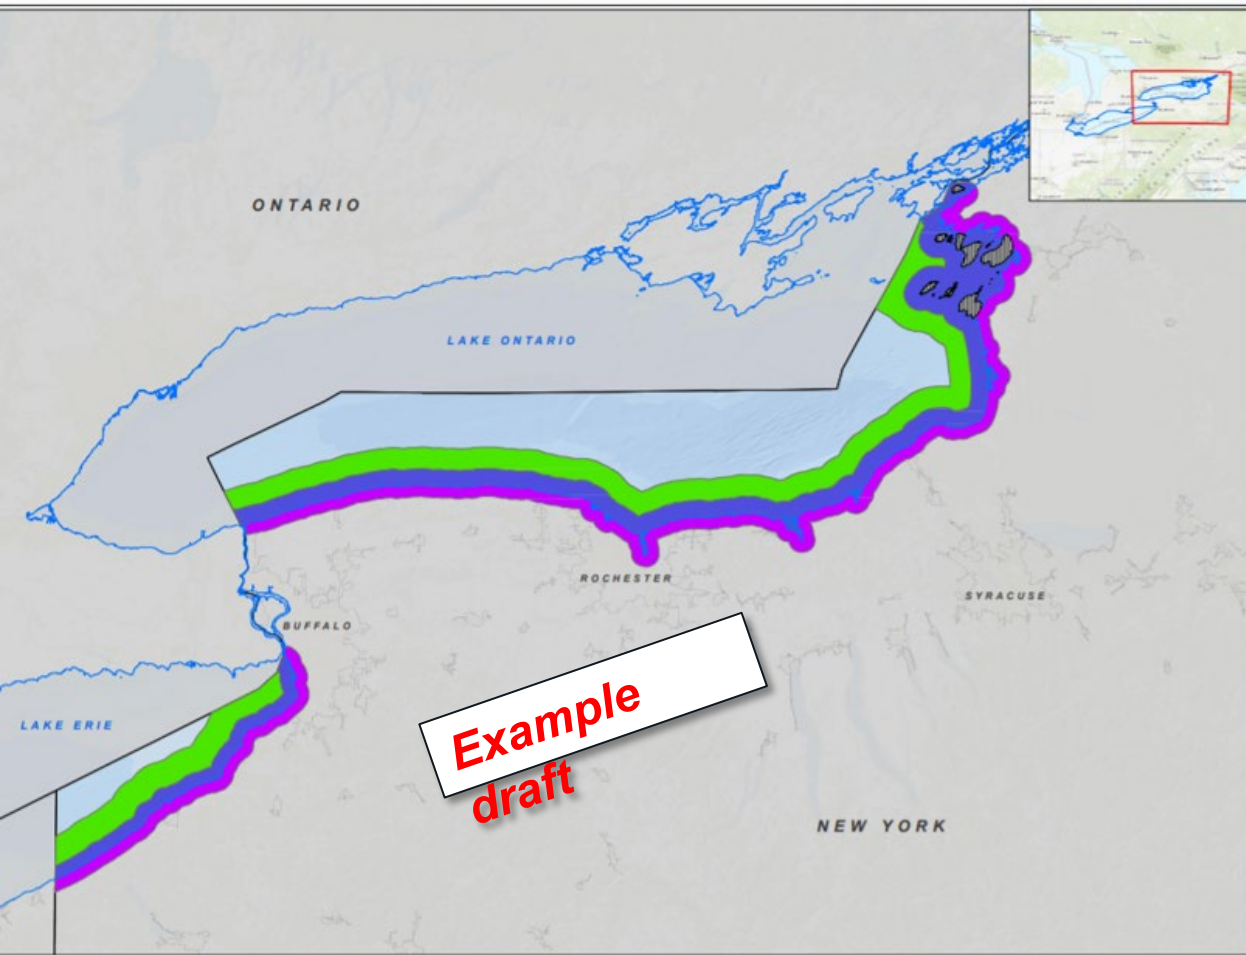 ONTARIO
LAKE ONTARIO
ROCHESTER
SYRACUSE
BUFFALO
LAKE ERIE
Example
draft
NEW YORK